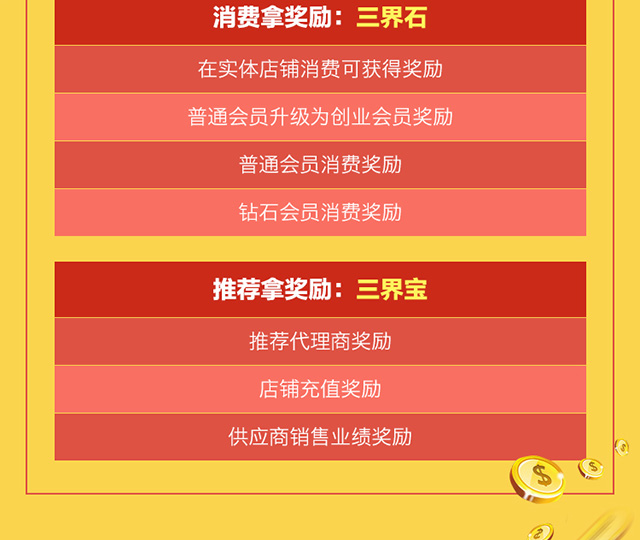 消费拿奖励：三界石
在实体店铺消费可获得奖励
普通会员升级为创业会员奖励
普通会员消费奖励
钻石会员消费奖励
推荐拿奖励：三界宝
推荐代理商奖励
店铺充值奖励
供应商销售业绩奖励